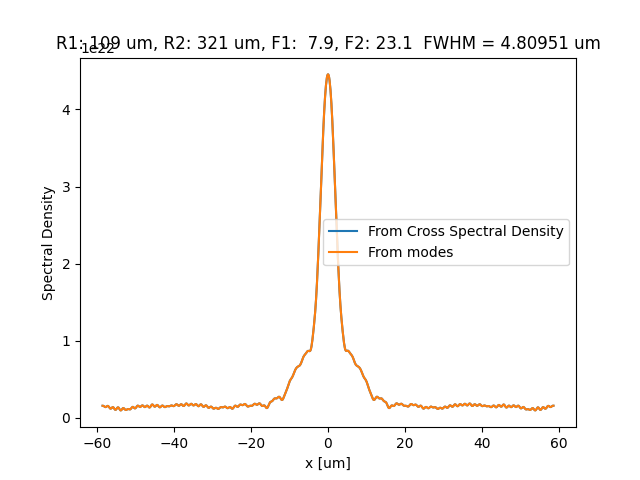 R1: 109 um, R2: 321 um, F1:  7.9, F2: 23.1  FWHM = 4.80951 um
1e22
4
3
2
1
0
Spectral Density
From Cross Spectral Density
From modes
−60 −40 −20 0 20 40 60
x [um]